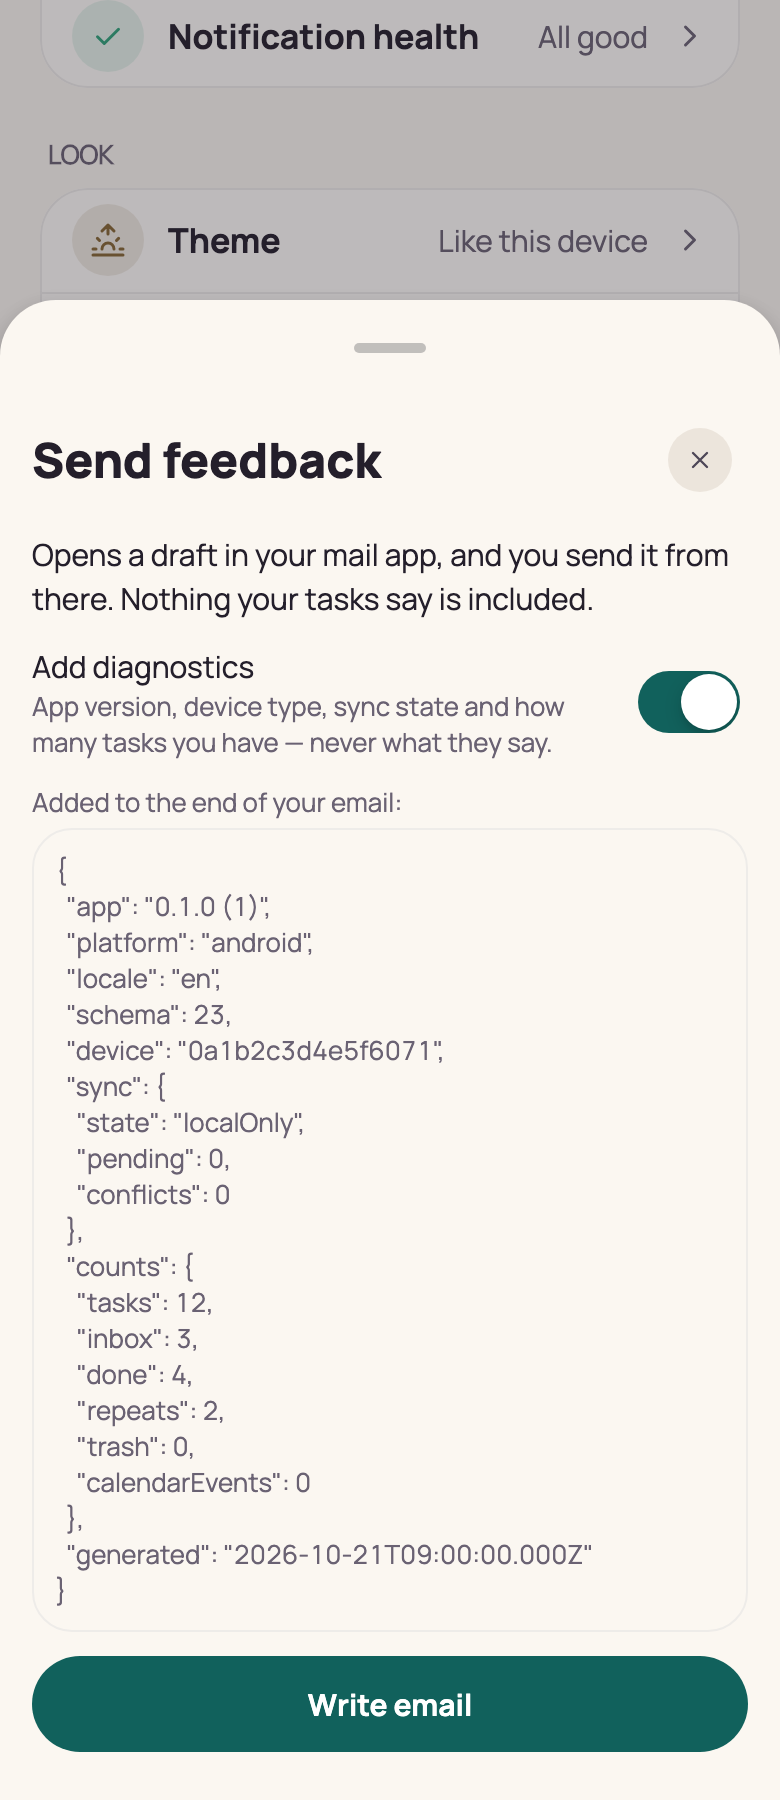 Notification health All good
LOOK
Theme Like this device
Send feedback
Opens a draft in your mail app, and you send it from
there. Nothing your tasks say is included.
Add diagnostics
App version, device type, sync state and how
many tasks you have — never what they say.
Added to the end of your email:
{
"app": "0.1.0 (1)",
"platform": "android",
"locale": "en",
"schema": 23,
"device": "0a1b2c3d4e5f6071",
"sync": {
"state": "localOnly",
"pending": 0,
"conflicts": 0
},
"counts": {
"tasks": 12,
"inbox": 3,
"done": 4,
"repeats": 2,
"trash": 0,
"calendarEvents": 0
},
"generated": "2026-10-21T09:00:00.000Z"
}
Write email